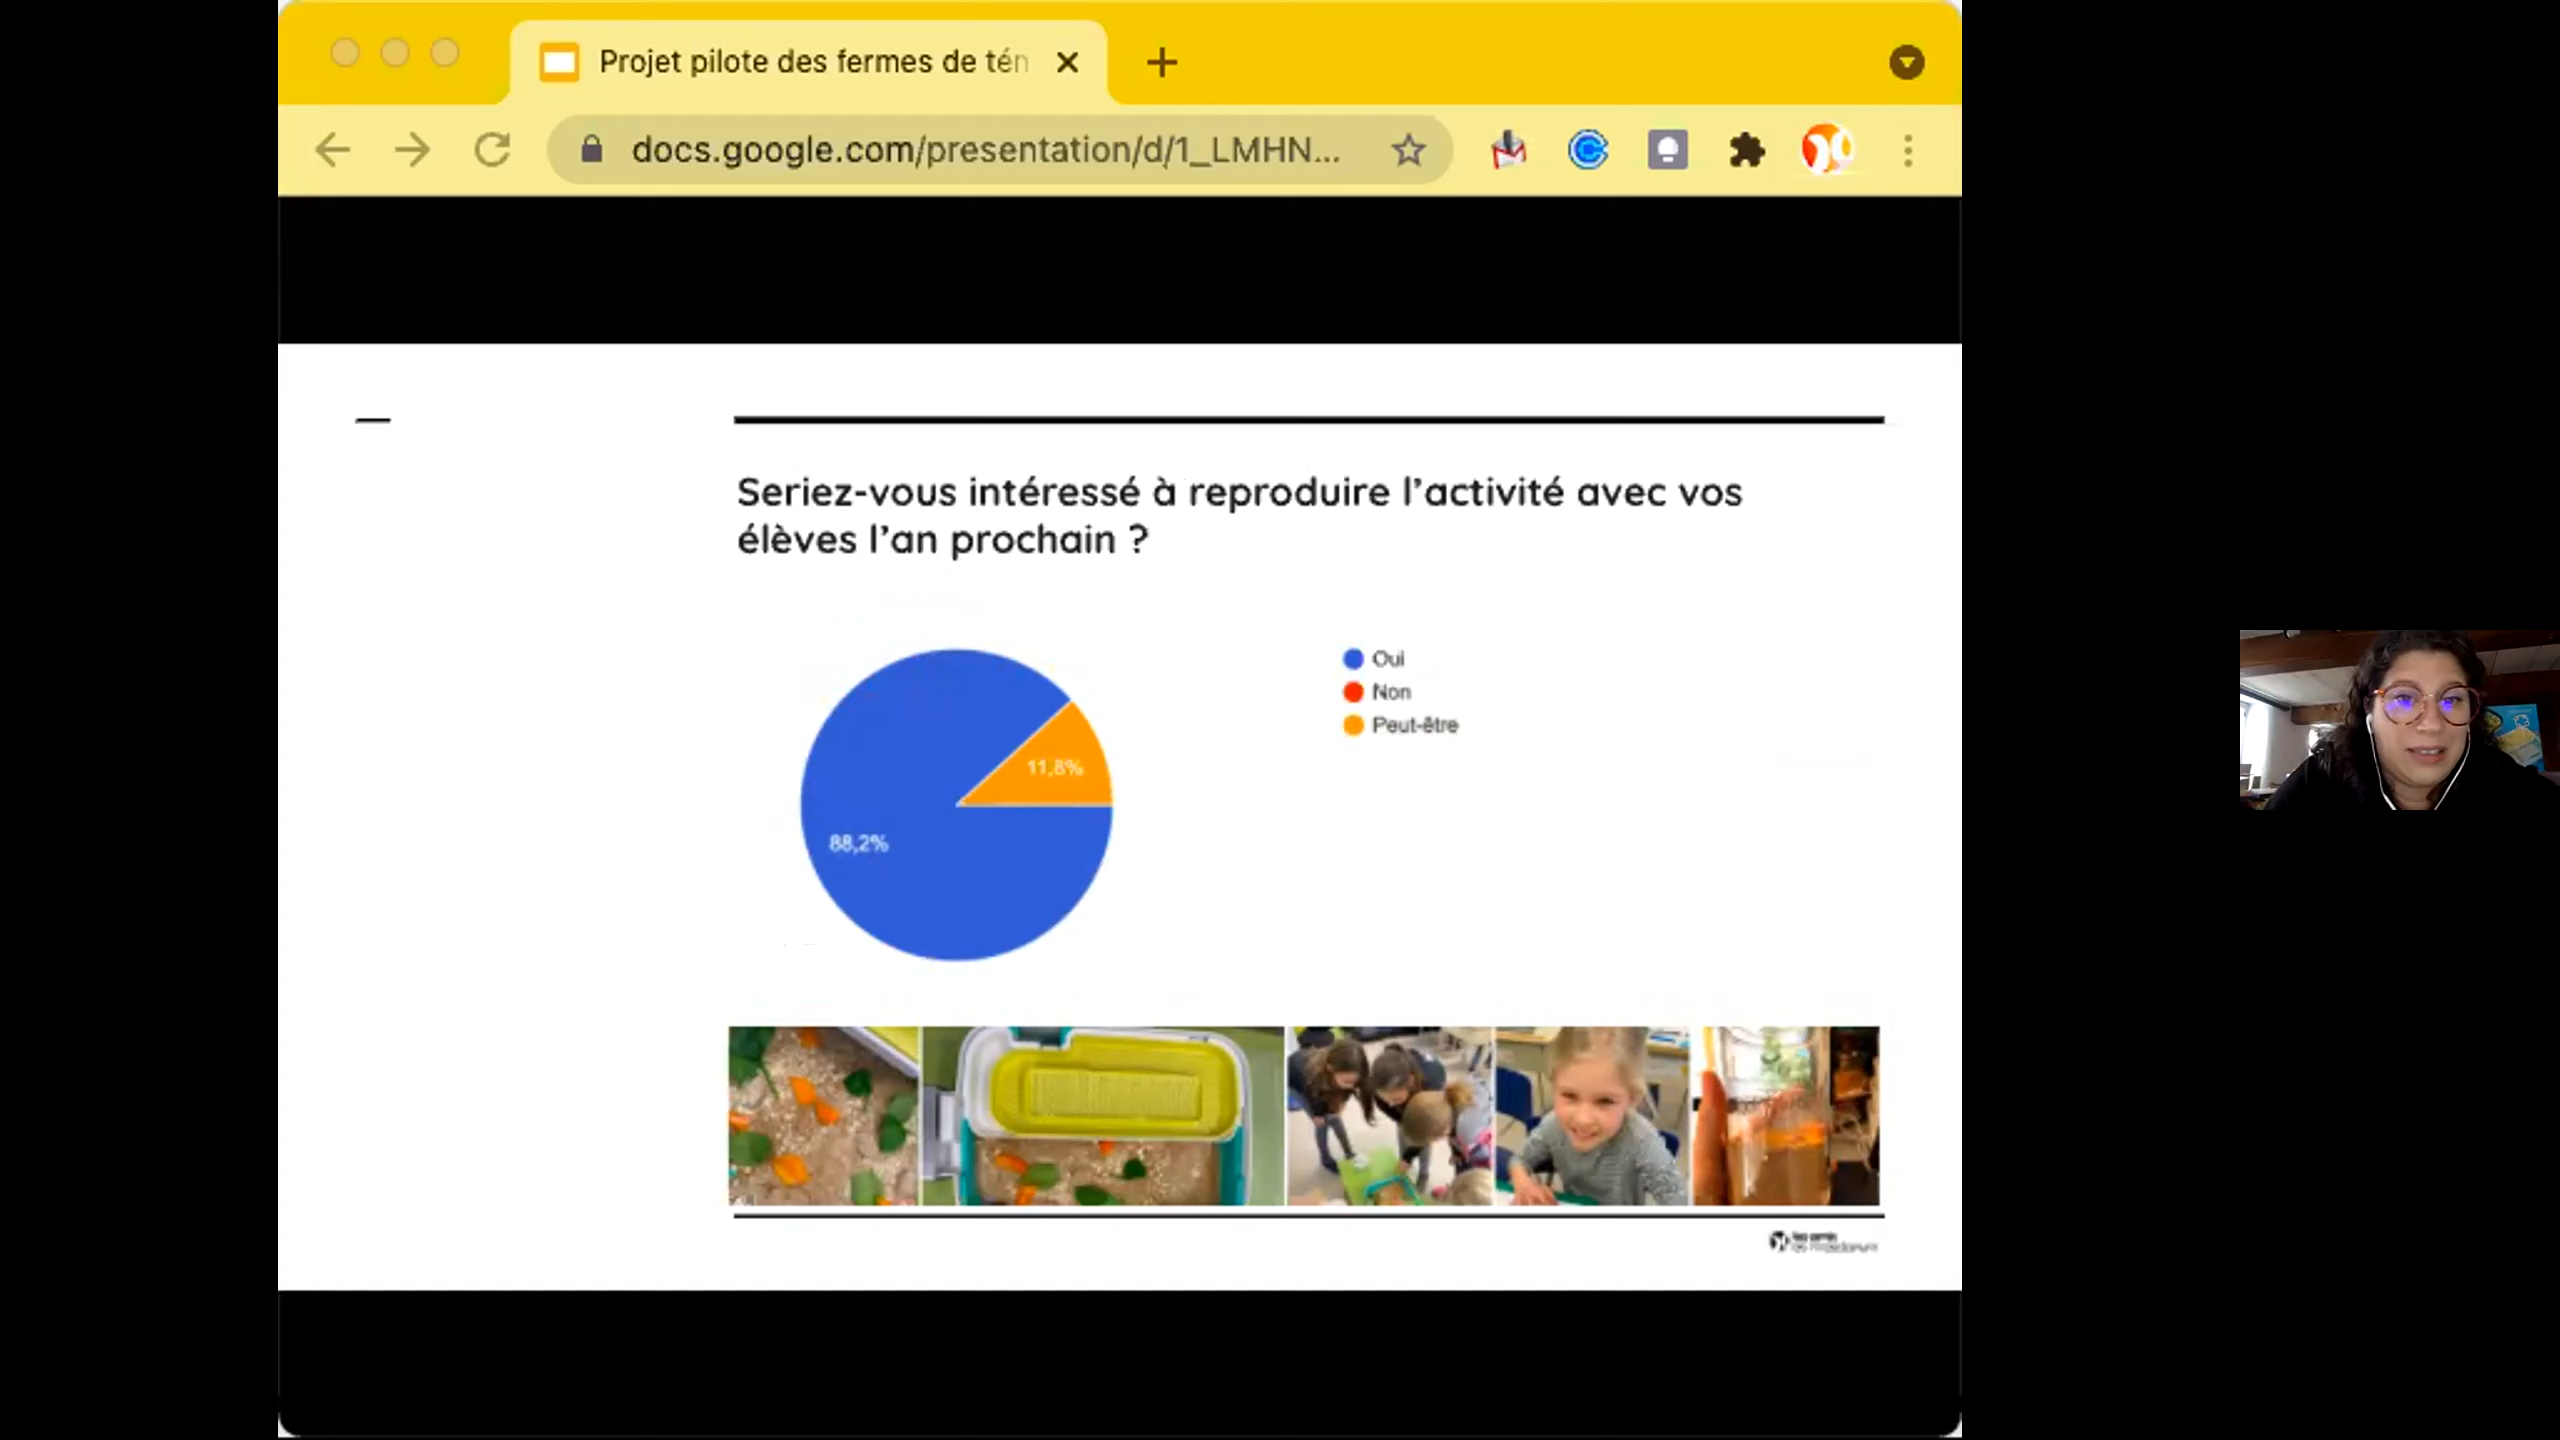 Projet pilote des fermes de tén
docs.google.com/presentation/d/1_LMHN...
Seriez-vous intéressé à reproduire l'activité avec vos
élèves l'an prochain ?
Oui
Non
Peut-être
11,8%
88,2%